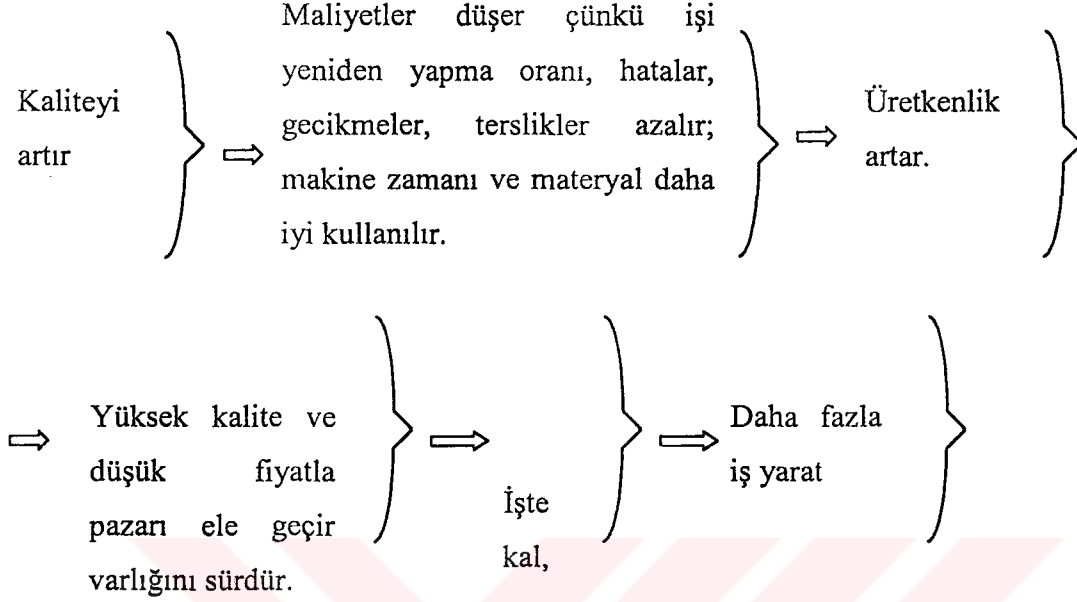 Kaliteyi
artır
Maliyetler düşer çünkü işi
yeniden yapma oranı, hatalar,
gecikmeler, terslikler azalır;
makine zamanı ve materyal daha
iyi kullanılır.
Üretkenlik
artar.
Yüksek kalite ve
düşük fiyatla
pazarı ele geçir
varlığını sürdür.
İşte
kal,
Daha fazla
iş yarat